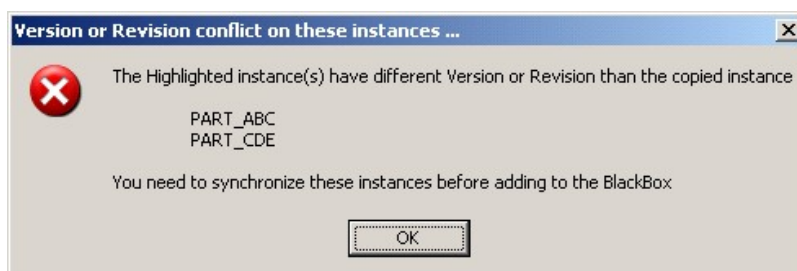 Version or Revision conflict on these instances ...
The Highlighted instance(s) have different Version or Revision than the copied instance
PART_ABC
PART_CDE
You need to synchronize these instances before adding to the BlackBox
OK